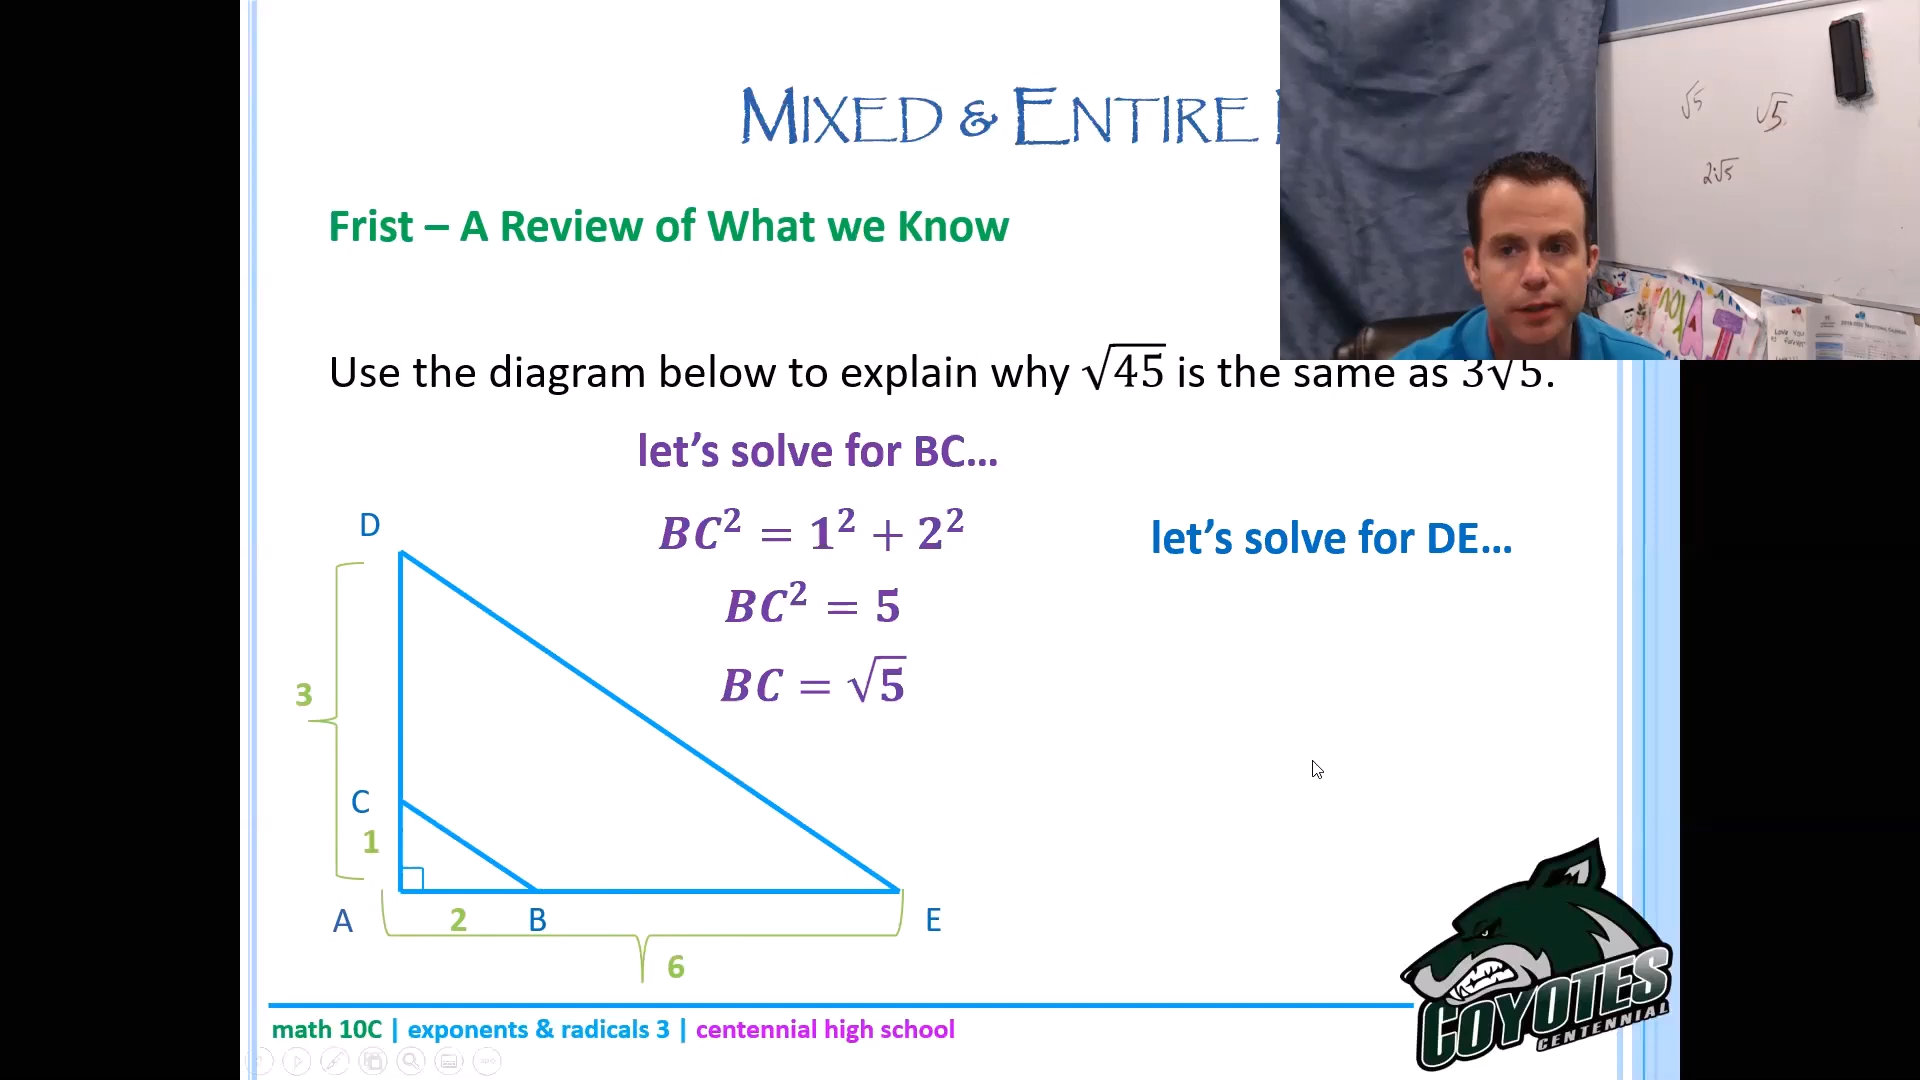 MIXED & ENTIRE
Frist – A Review of What we Know
√5
√5
2√5
Use the diagram below to explain why √45 is the same as 3√5.
let's solve for BC...
BC² = 1² + 2²
BC² = 5
BC = √5
let's solve for DE...
D
3
C
1
A
2
B
E
6
math 10C | exponents & radicals 3 | centennial high school
COYOTES
CENTENNIAL